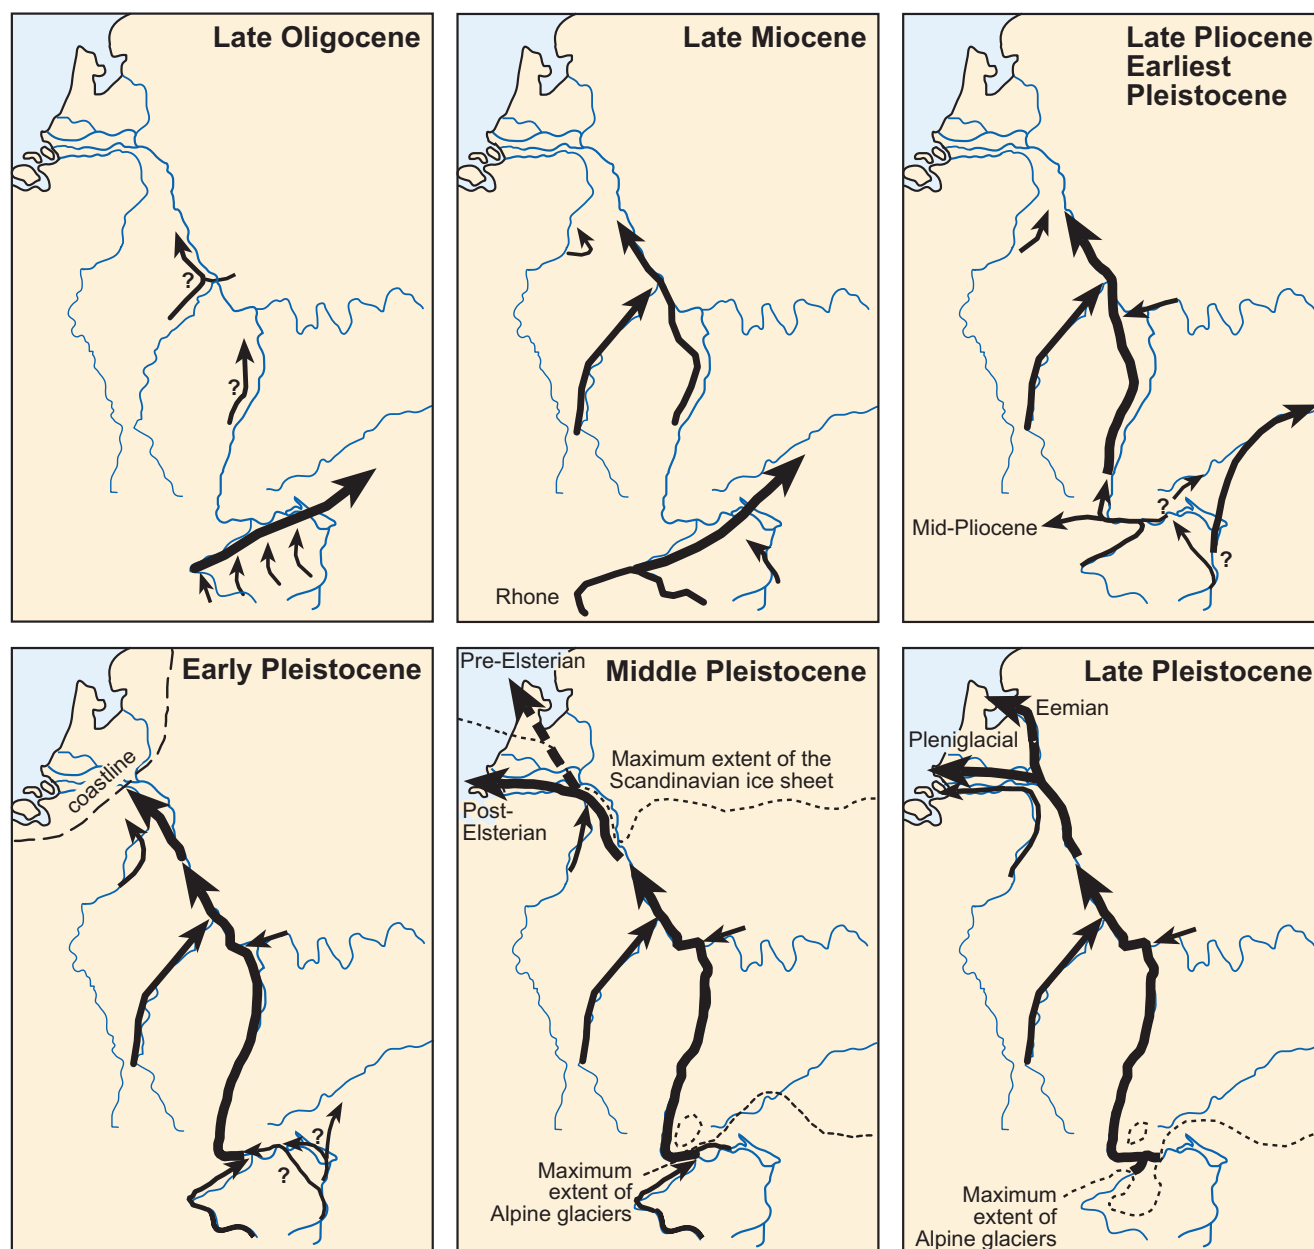 Late Oligocene
?
?
Late Miocene
Rhone
Late Pliocene
Earliest
Pleistocene
Mid-Pliocene
?
?
Early Pleistocene
coastline
?
?
Pre-Elsterian
Middle Pleistocene
Maximum extent of the
Scandinavian ice sheet
Post-
Elsterian
Maximum
extent of
Alpine glaciers
Late Pleistocene
Eemian
Pleniglacial
Maximum
extent of
Alpine glaciers